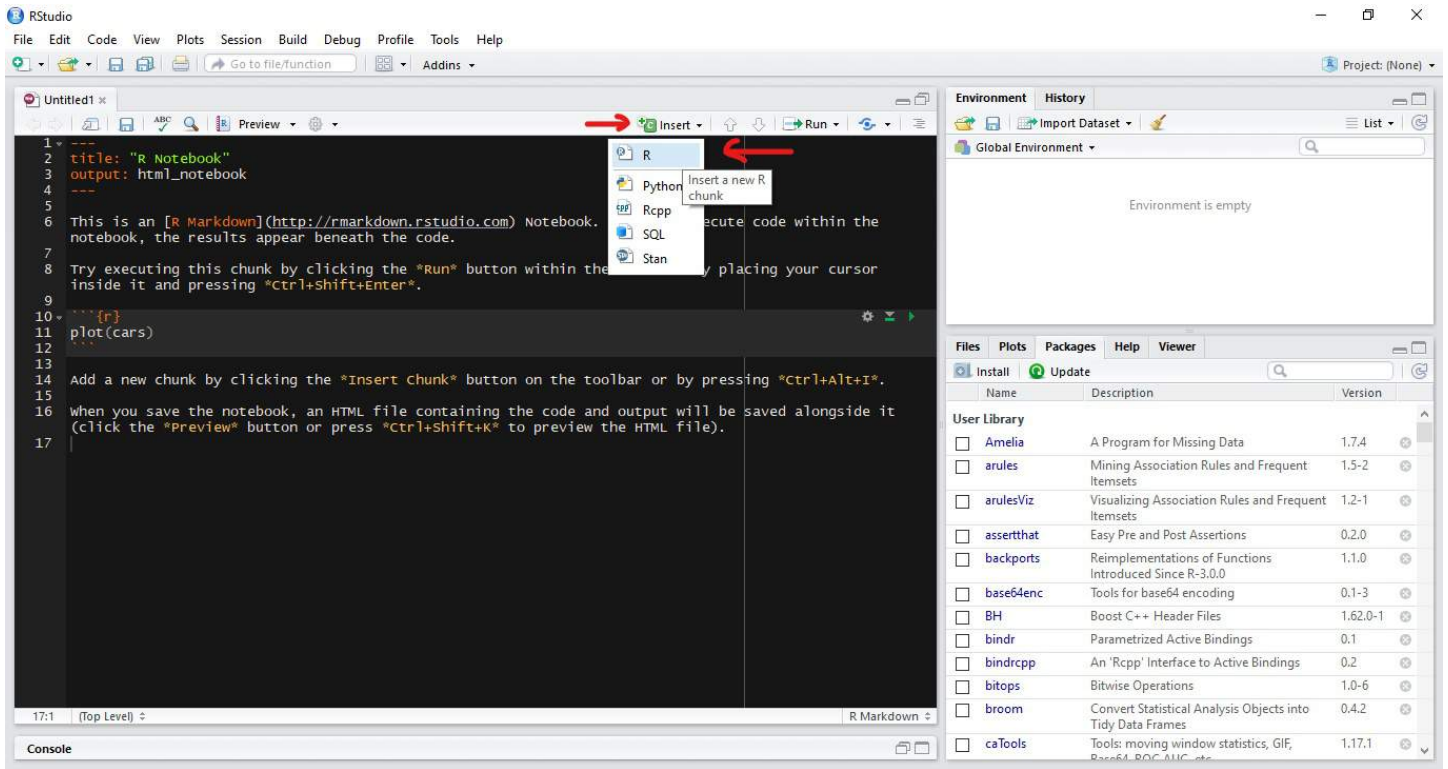 RStudio
File Edit Code View Plots Session Build Debug Profile Tools Help
Go to file/function Addins Project: (None)
Untitled1
ABC Preview Insert Run
1 ---
2 title: "R Notebook"
3 output: html_notebook
4 ---
5
6 This is an [R Markdown](http://rmarkdown.rstudio.com) Notebook. ecute code within the
notebook, the results appear beneath the code.
7
8 Try executing this chunk by clicking the *Run* button within the y placing your cursor
inside it and pressing *Ctrl+Shift+Enter*.
9
10 ```{r}
11 plot(cars)
12 ```
13
14 Add a new chunk by clicking the *Insert Chunk* button on the toolbar or by pressing *Ctrl+Alt+I*.
15
16 When you save the notebook, an HTML file containing the code and output will be saved alongside it
(click the *Preview* button or press *Ctrl+Shift+K* to preview the HTML file).
17
R
Python
Rcpp
SQL
Stan
Insert a new R
chunk
17:1 (Top Level) R Markdown
Console
Environment History
Import Dataset List
Global Environment
Environment is empty
Files Plots Packages Help Viewer
Install Update
Name Description Version
User Library
Amelia A Program for Missing Data 1.7.4
arules Mining Association Rules and Frequent 1.5-2
Itemsets
arulesViz Visualizing Association Rules and Frequent 1.2-1
Itemsets
assertthat Easy Pre and Post Assertions 0.2.0
backports Reimplementations of Functions 1.1.0
Introduced Since R-3.0.0
base64enc Tools for base64 encoding 0.1-3
BH Boost C++ Header Files 1.62.0-1
bindr Parametrized Active Bindings 0.1
bindrcpp An 'Rcpp' Interface to Active Bindings 0.2
bitops Bitwise Operations 1.0-6
broom Convert Statistical Analysis Objects into 0.4.2
Tidy Data Frames
caTools Tools: moving window statistics, GIF, 1.17.1
Base64, ROC AUC, etc.